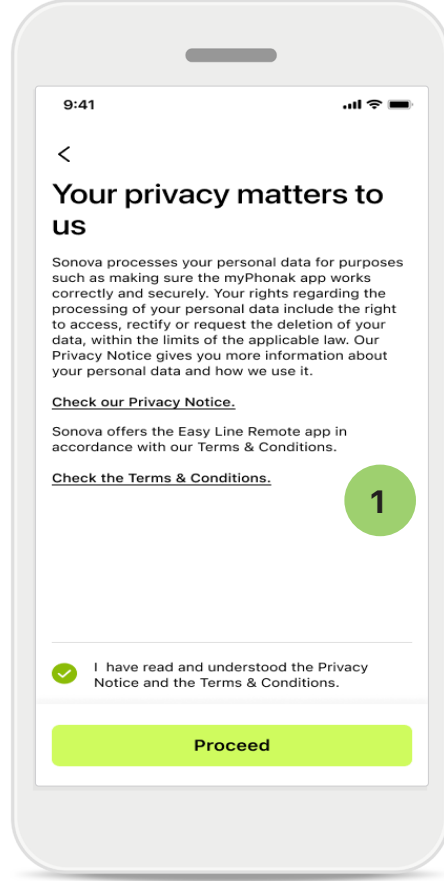 9:41
Your privacy matters to
us
Sonova processes your personal data for purposes
such as making sure the myPhonak app works
correctly and securely. Your rights regarding the
processing of your personal data include the right
to access, rectify or request the deletion of your
data, within the limits of the applicable law. Our
Privacy Notice gives you more information about
your personal data and how we use it.
Check our Privacy Notice.
Sonova offers the Easy Line Remote app in
accordance with our Terms & Conditions.
Check the Terms & Conditions.
1
I have read and understood the Privacy
Notice and the Terms & Conditions.
Proceed